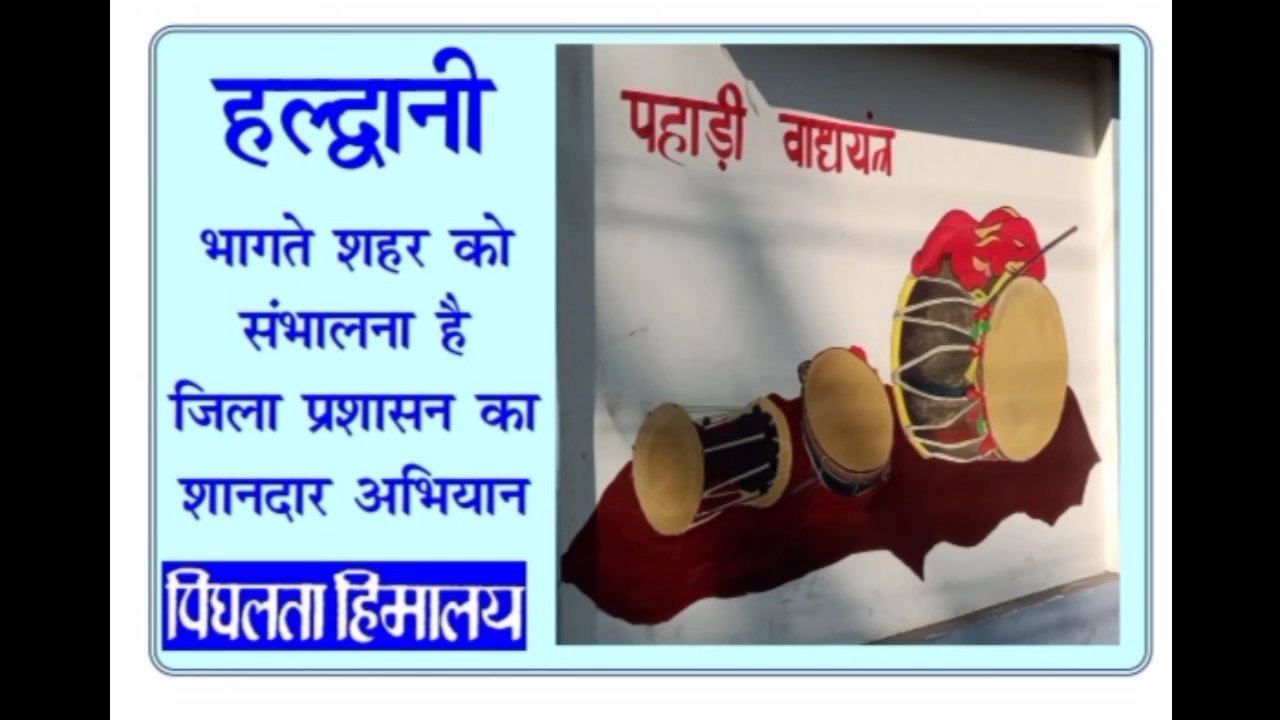 हल्द्वानी
भागते शहर को
संभालना है
जिला प्रशासन का
शानदार अभियान
पिघलता हिमालय
पहाड़ी वाद्ययंत्र